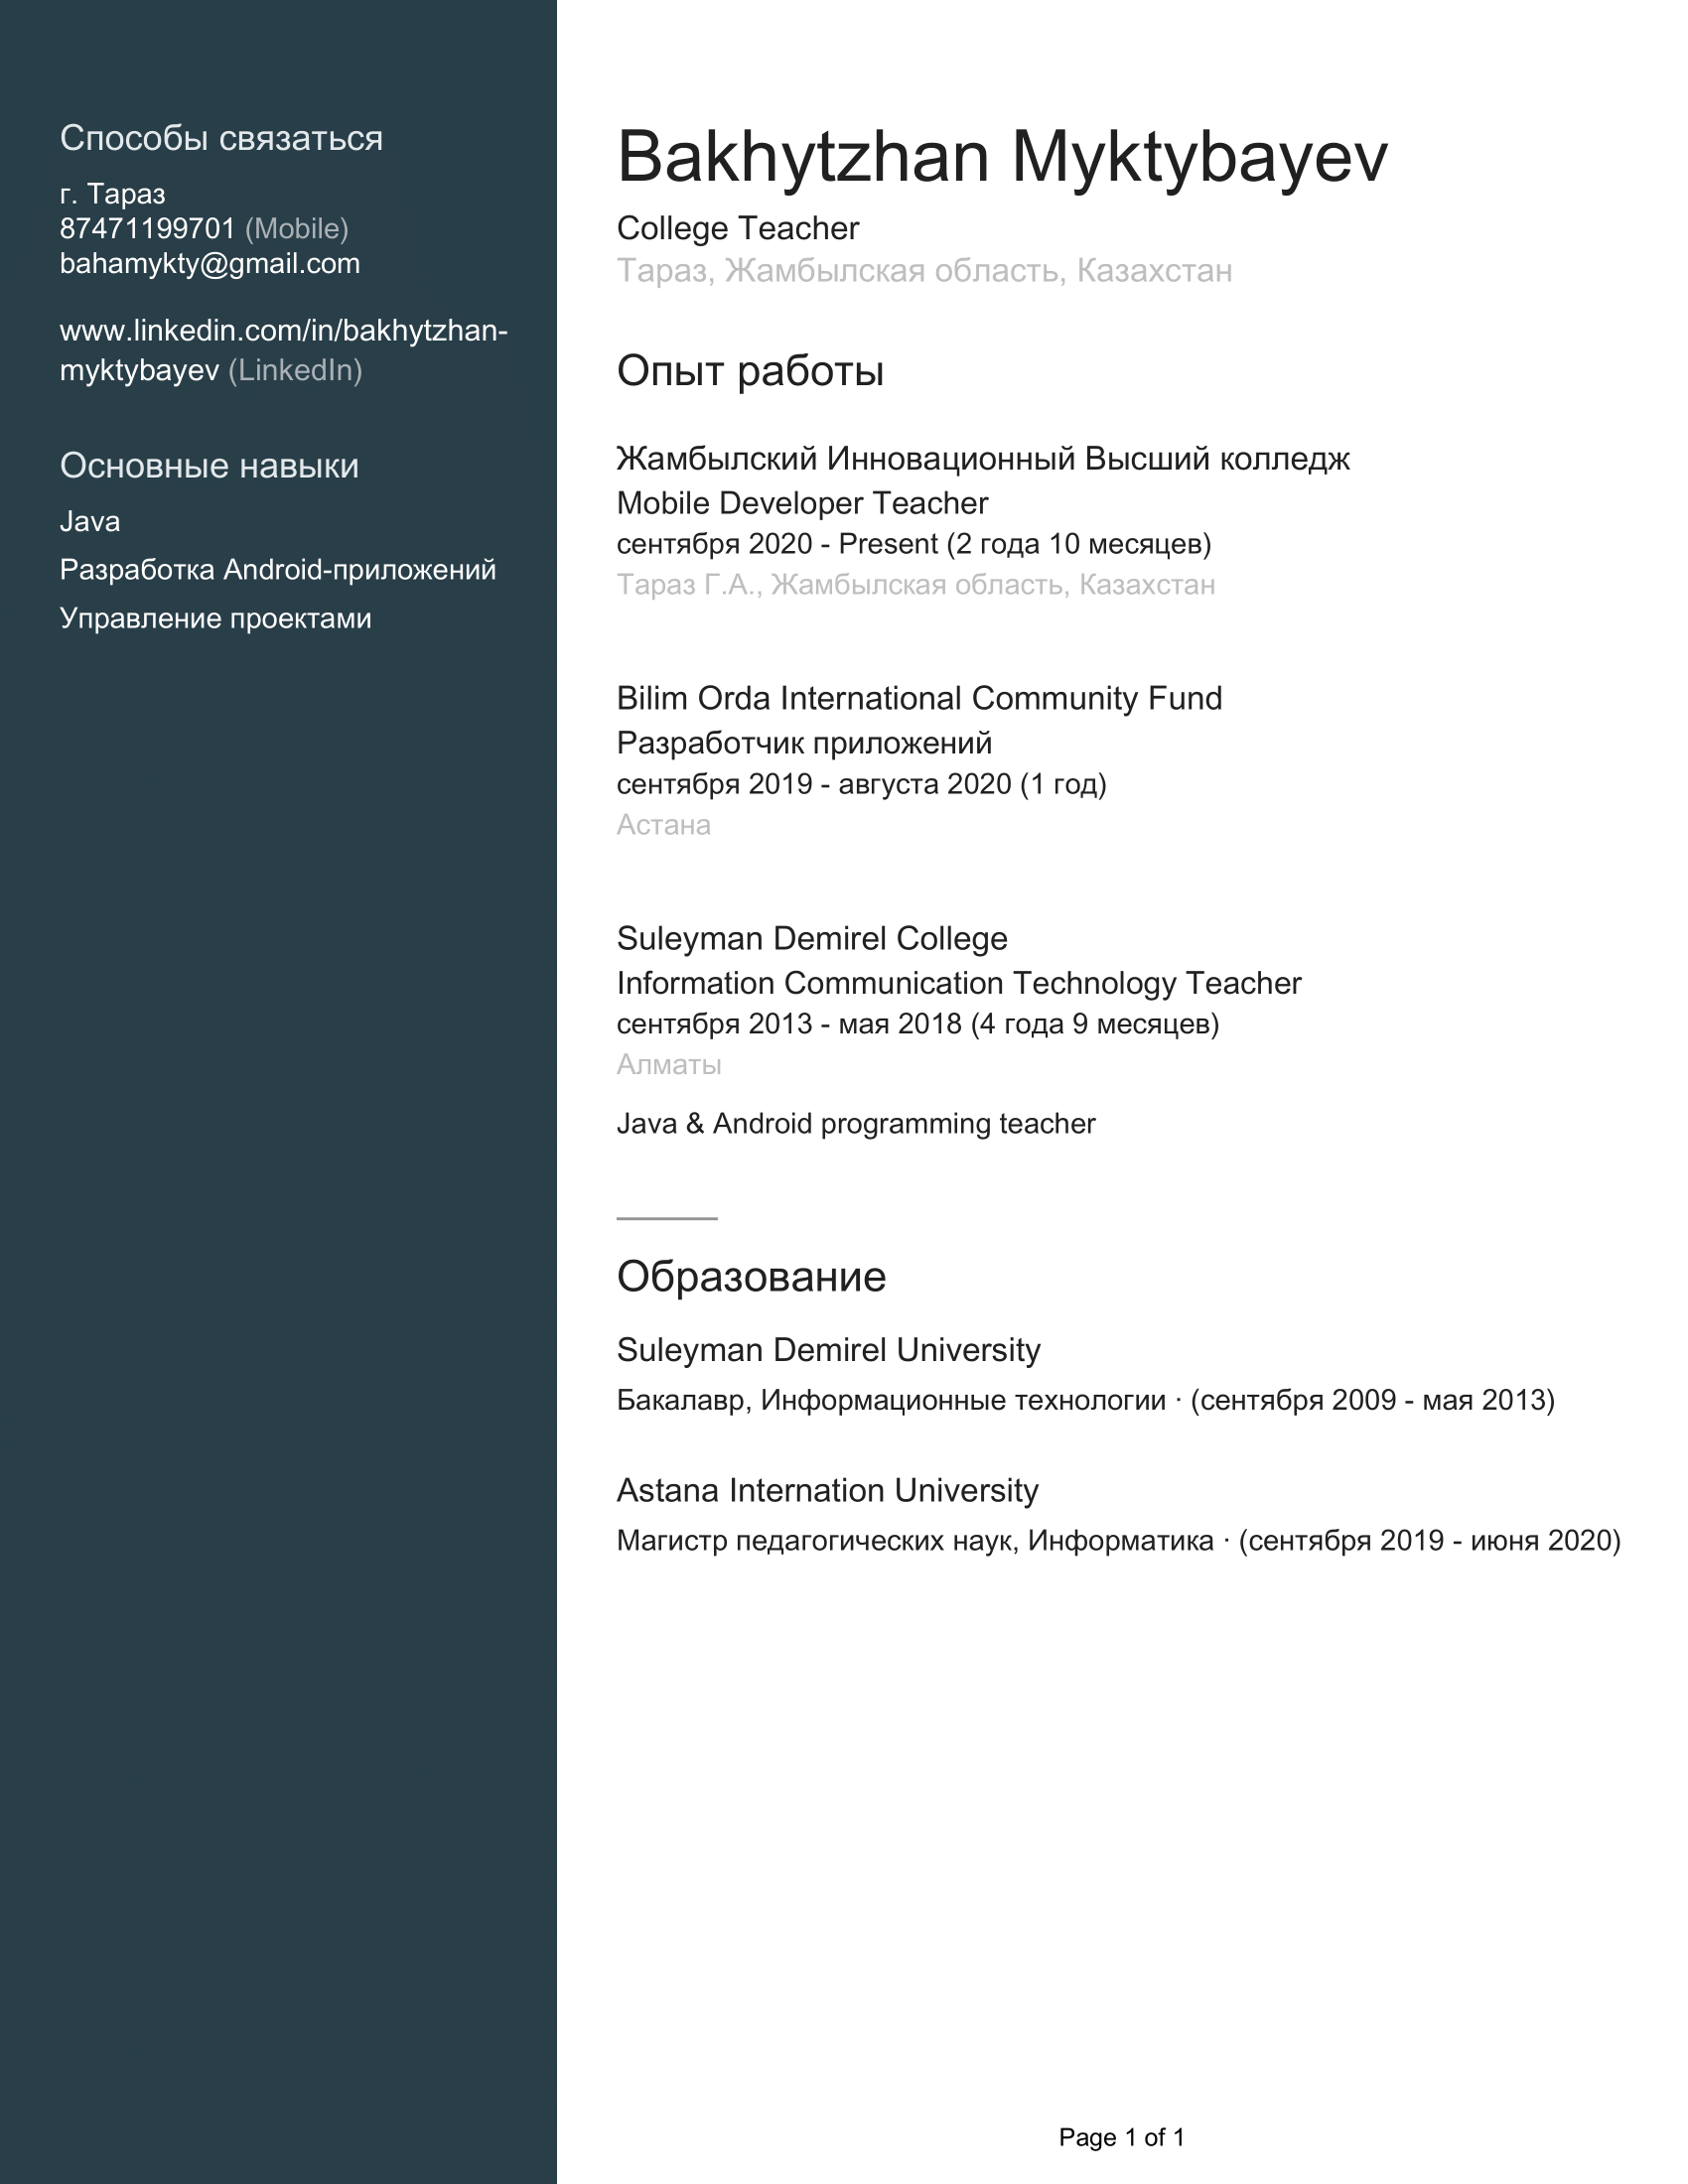 Способы связаться
г. Тараз
87471199701 (Mobile)
bahamykty@gmail.com
www.linkedin.com/in/bakhytzhan-
myktybayev (LinkedIn)
Основные навыки
Java
Разработка Android-приложений
Управление проектами
Bakhytzhan Myktybayev
College Teacher
Тараз, Жамбылская область, Казахстан
Опыт работы
Жамбылский Инновационный Высший колледж
Mobile Developer Teacher
сентября 2020 - Present (2 года 10 месяцев)
Тараз Г.А., Жамбылская область, Казахстан
Bilim Orda International Community Fund
Разработчик приложений
сентября 2019 - августа 2020 (1 год)
Астана
Suleyman Demirel College
Information Communication Technology Teacher
сентября 2013 - мая 2018 (4 года 9 месяцев)
Алматы
Java & Android programming teacher
Образование
Suleyman Demirel University
Бакалавр, Информационные технологии · (сентября 2009 - мая 2013)
Astana Internation University
Магистр педагогических наук, Информатика · (сентября 2019 - июня 2020)
Page 1 of 1